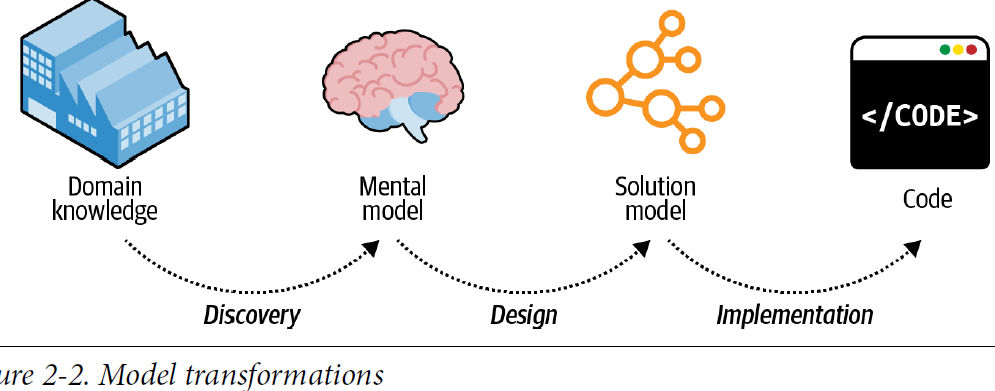 </CODE>
Domain
knowledge
Mental
model
Solution
model
Code
Discovery
Design
Implementation
ure 2-2. Model transformations